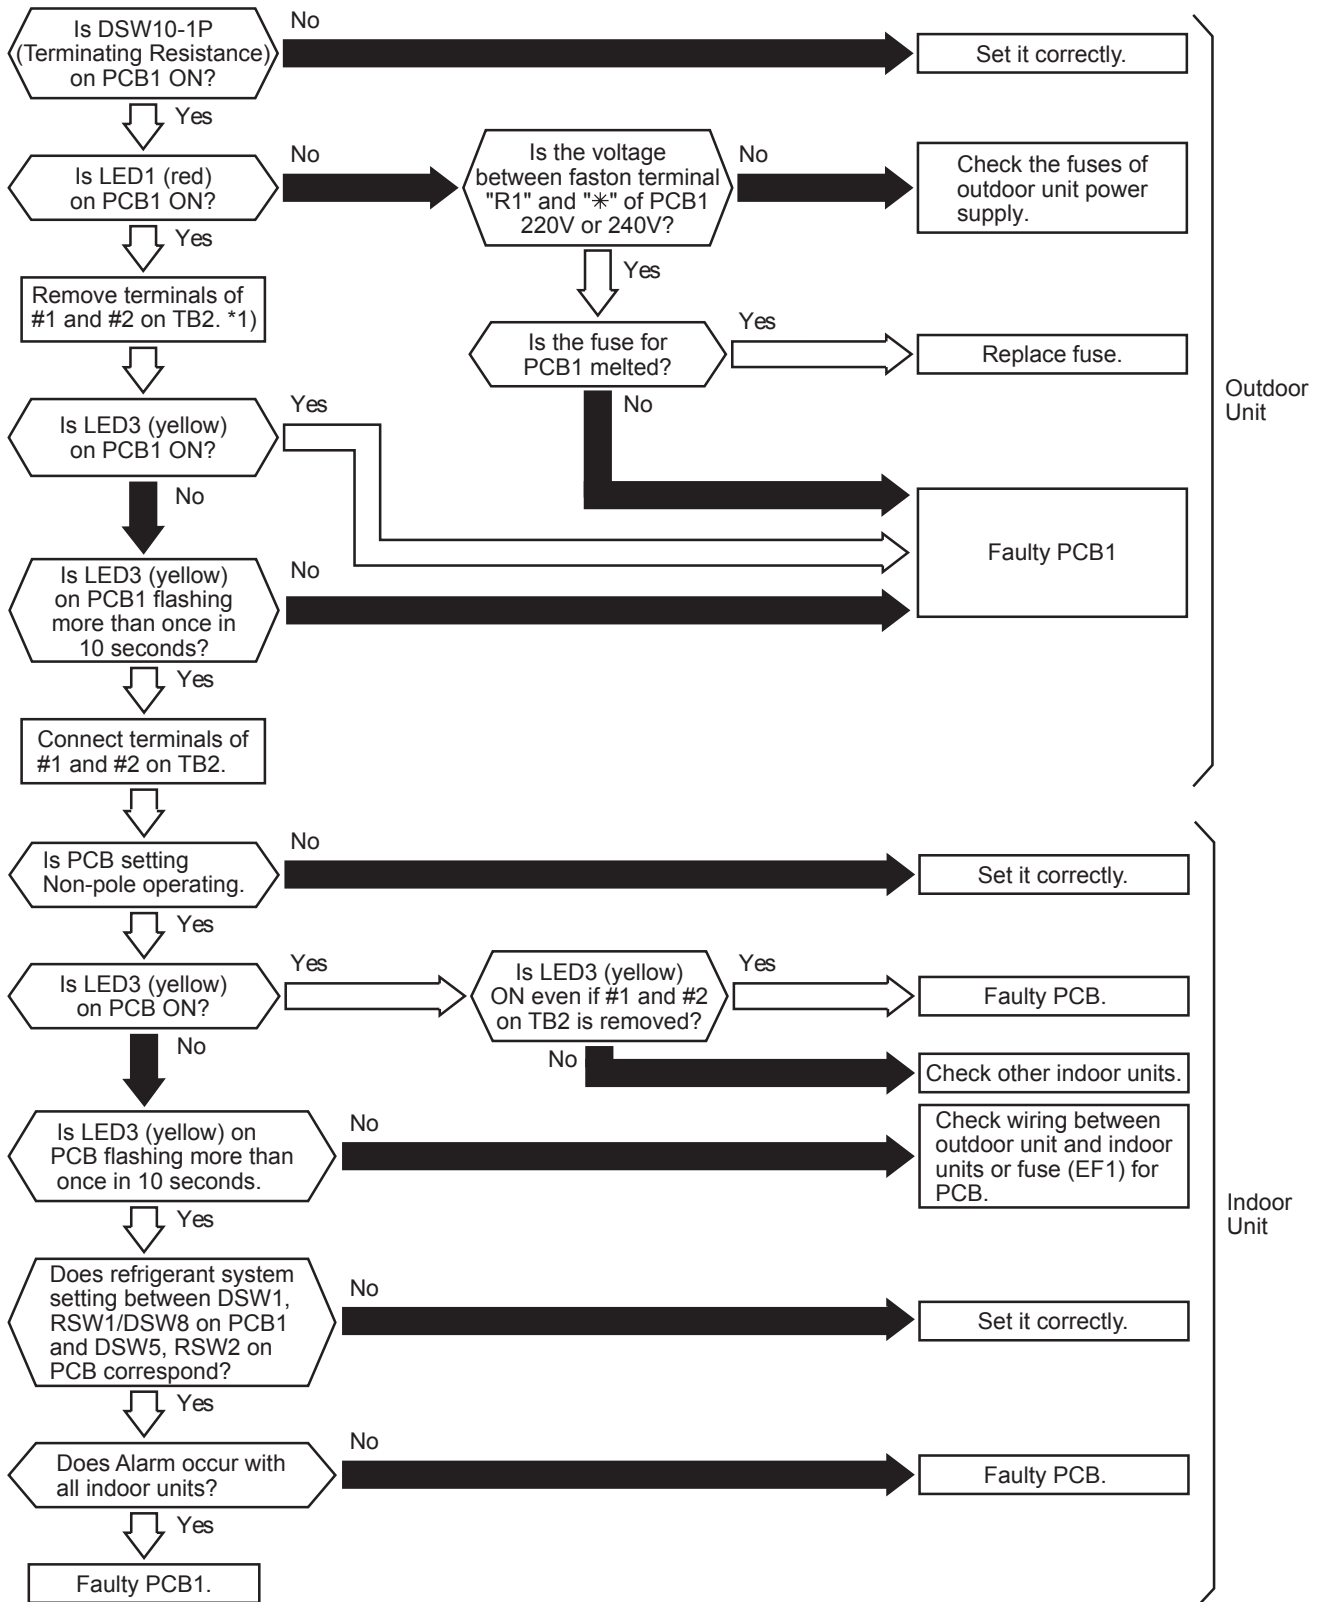 Is DSW10-1P
(Terminating Resistance)
on PCB1 ON?
No
Set it correctly.
Yes
Is LED1 (red)
on PCB1 ON?
No
Is the voltage
between faston terminal
"R1" and "✳" of PCB1
220V or 240V?
No
Check the fuses of
outdoor unit power
supply.
Yes
Yes
Remove terminals of
#1 and #2 on TB2. *1)
Is the fuse for
PCB1 melted?
Yes
Replace fuse.
No
Outdoor
Unit
Is LED3 (yellow)
on PCB1 ON?
Yes
No
Faulty PCB1
Is LED3 (yellow)
on PCB1 flashing
more than once in
10 seconds?
No
Yes
Connect terminals of
#1 and #2 on TB2.
Is PCB setting
Non-pole operating.
No
Set it correctly.
Yes
Is LED3 (yellow)
on PCB ON?
Yes
Is LED3 (yellow)
ON even if #1 and #2
on TB2 is removed?
Yes
Faulty PCB.
No
No
Check other indoor units.
Is LED3 (yellow) on
PCB flashing more than
once in 10 seconds.
No
Check wiring between
outdoor unit and indoor
units or fuse (EF1) for
PCB.
Indoor
Unit
Yes
Does refrigerant system
setting between DSW1,
RSW1/DSW8 on PCB1
and DSW5, RSW2 on
PCB correspond?
No
Set it correctly.
Yes
Does Alarm occur with
all indoor units?
No
Faulty PCB.
Yes
Faulty PCB1.